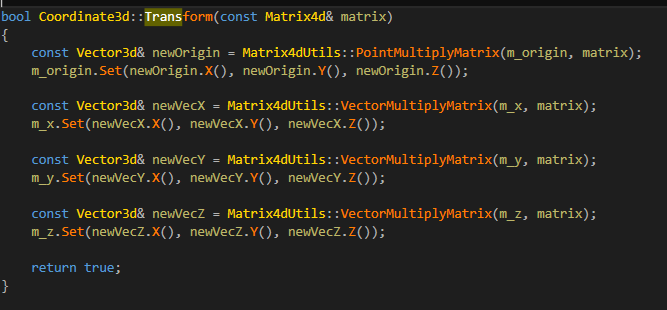 bool Coordinate3d::Transform(const Matrix4d& matrix)
{
    const Vector3d& newOrigin = Matrix4dUtils::PointMultiplyMatrix(m_origin, matrix);
    m_origin.Set(newOrigin.X(), newOrigin.Y(), newOrigin.Z());

    const Vector3d& newVecX = Matrix4dUtils::VectorMultiplyMatrix(m_x, matrix);
    m_x.Set(newVecX.X(), newVecX.Y(), newVecX.Z());

    const Vector3d& newVecY = Matrix4dUtils::VectorMultiplyMatrix(m_y, matrix);
    m_y.Set(newVecY.X(), newVecY.Y(), newVecY.Z());

    const Vector3d& newVecZ = Matrix4dUtils::VectorMultiplyMatrix(m_z, matrix);
    m_z.Set(newVecZ.X(), newVecZ.Y(), newVecZ.Z());

    return true;
}